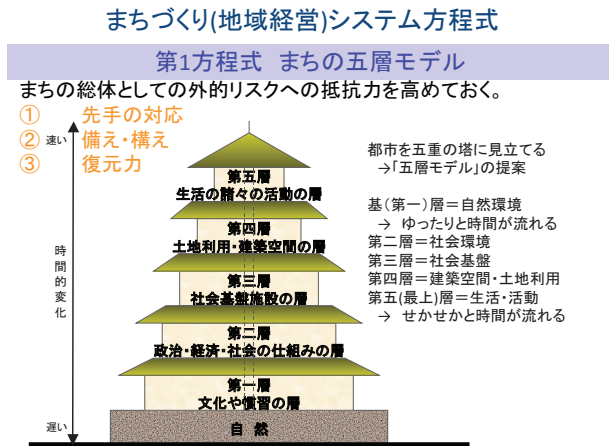 まちづくり(地域経営)システム方程式
第1方程式 まちの五層モデル
まちの総体としての外的リスクへの抵抗力を高めておく。
① 先手の対応
② 備え・構え
③ 復元力
速い
時間的変化
遅い
第五層
生活の諸々の活動の層
第四層
土地利用・建築空間の層
第三層
社会基盤施設の層
第二層
政治・経済・社会の仕組みの層
第一層
文化や慣習の層
自 然
都市を五重の塔に見立てる
→「五層モデル」の提案
基(第一)層＝自然環境
→ ゆったりと時間が流れる
第二層＝社会環境
第三層＝社会基盤
第四層＝建築空間・土地利用
第五(最上)層＝生活・活動
→ せかせかと時間が流れる